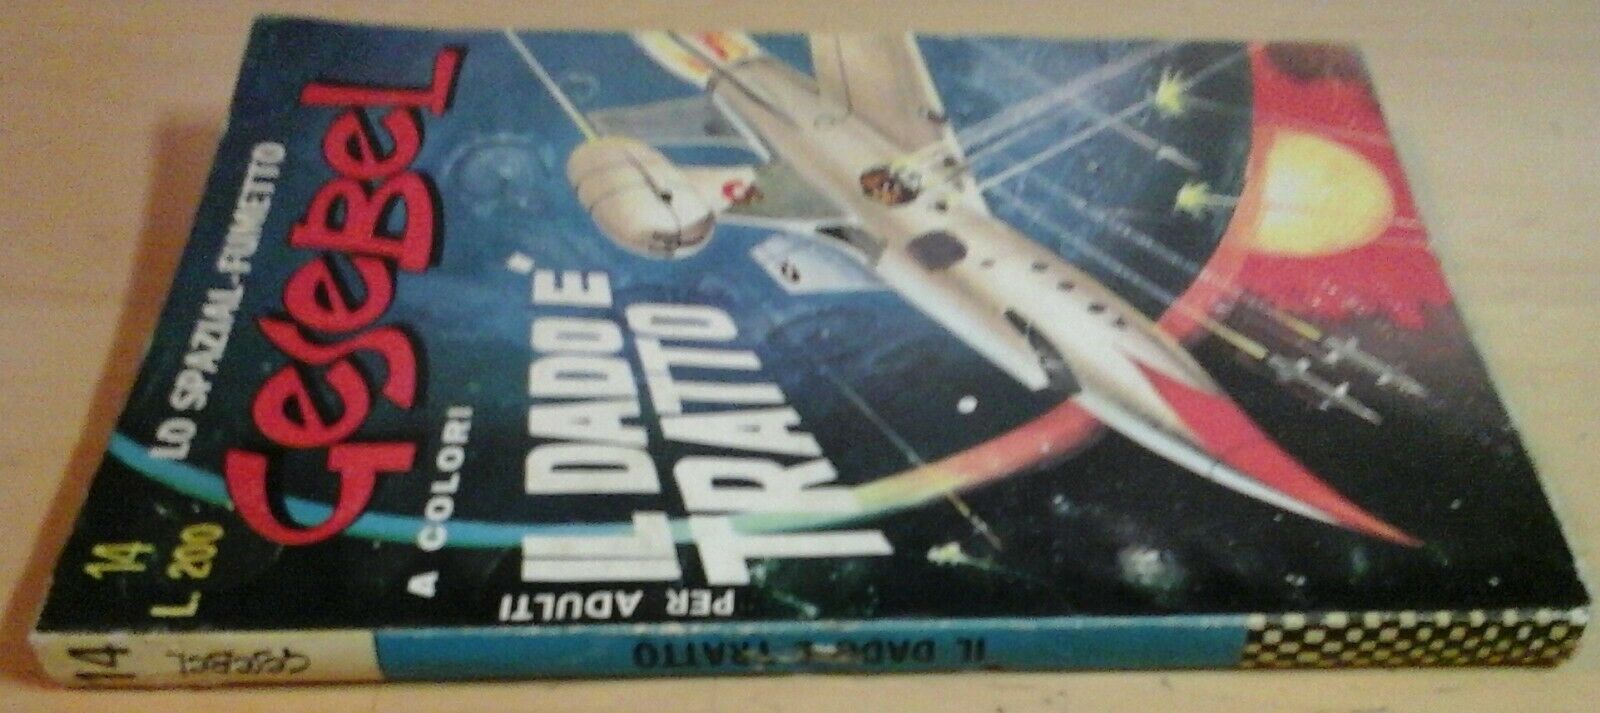 14
L. 200
LO SPAZIAL-FUMETTO
GESEBEL
A COLORI
IL DADO E'
TRATTO
PER ADULTI
14
GESEBEL
IL DADO E' TRATTO